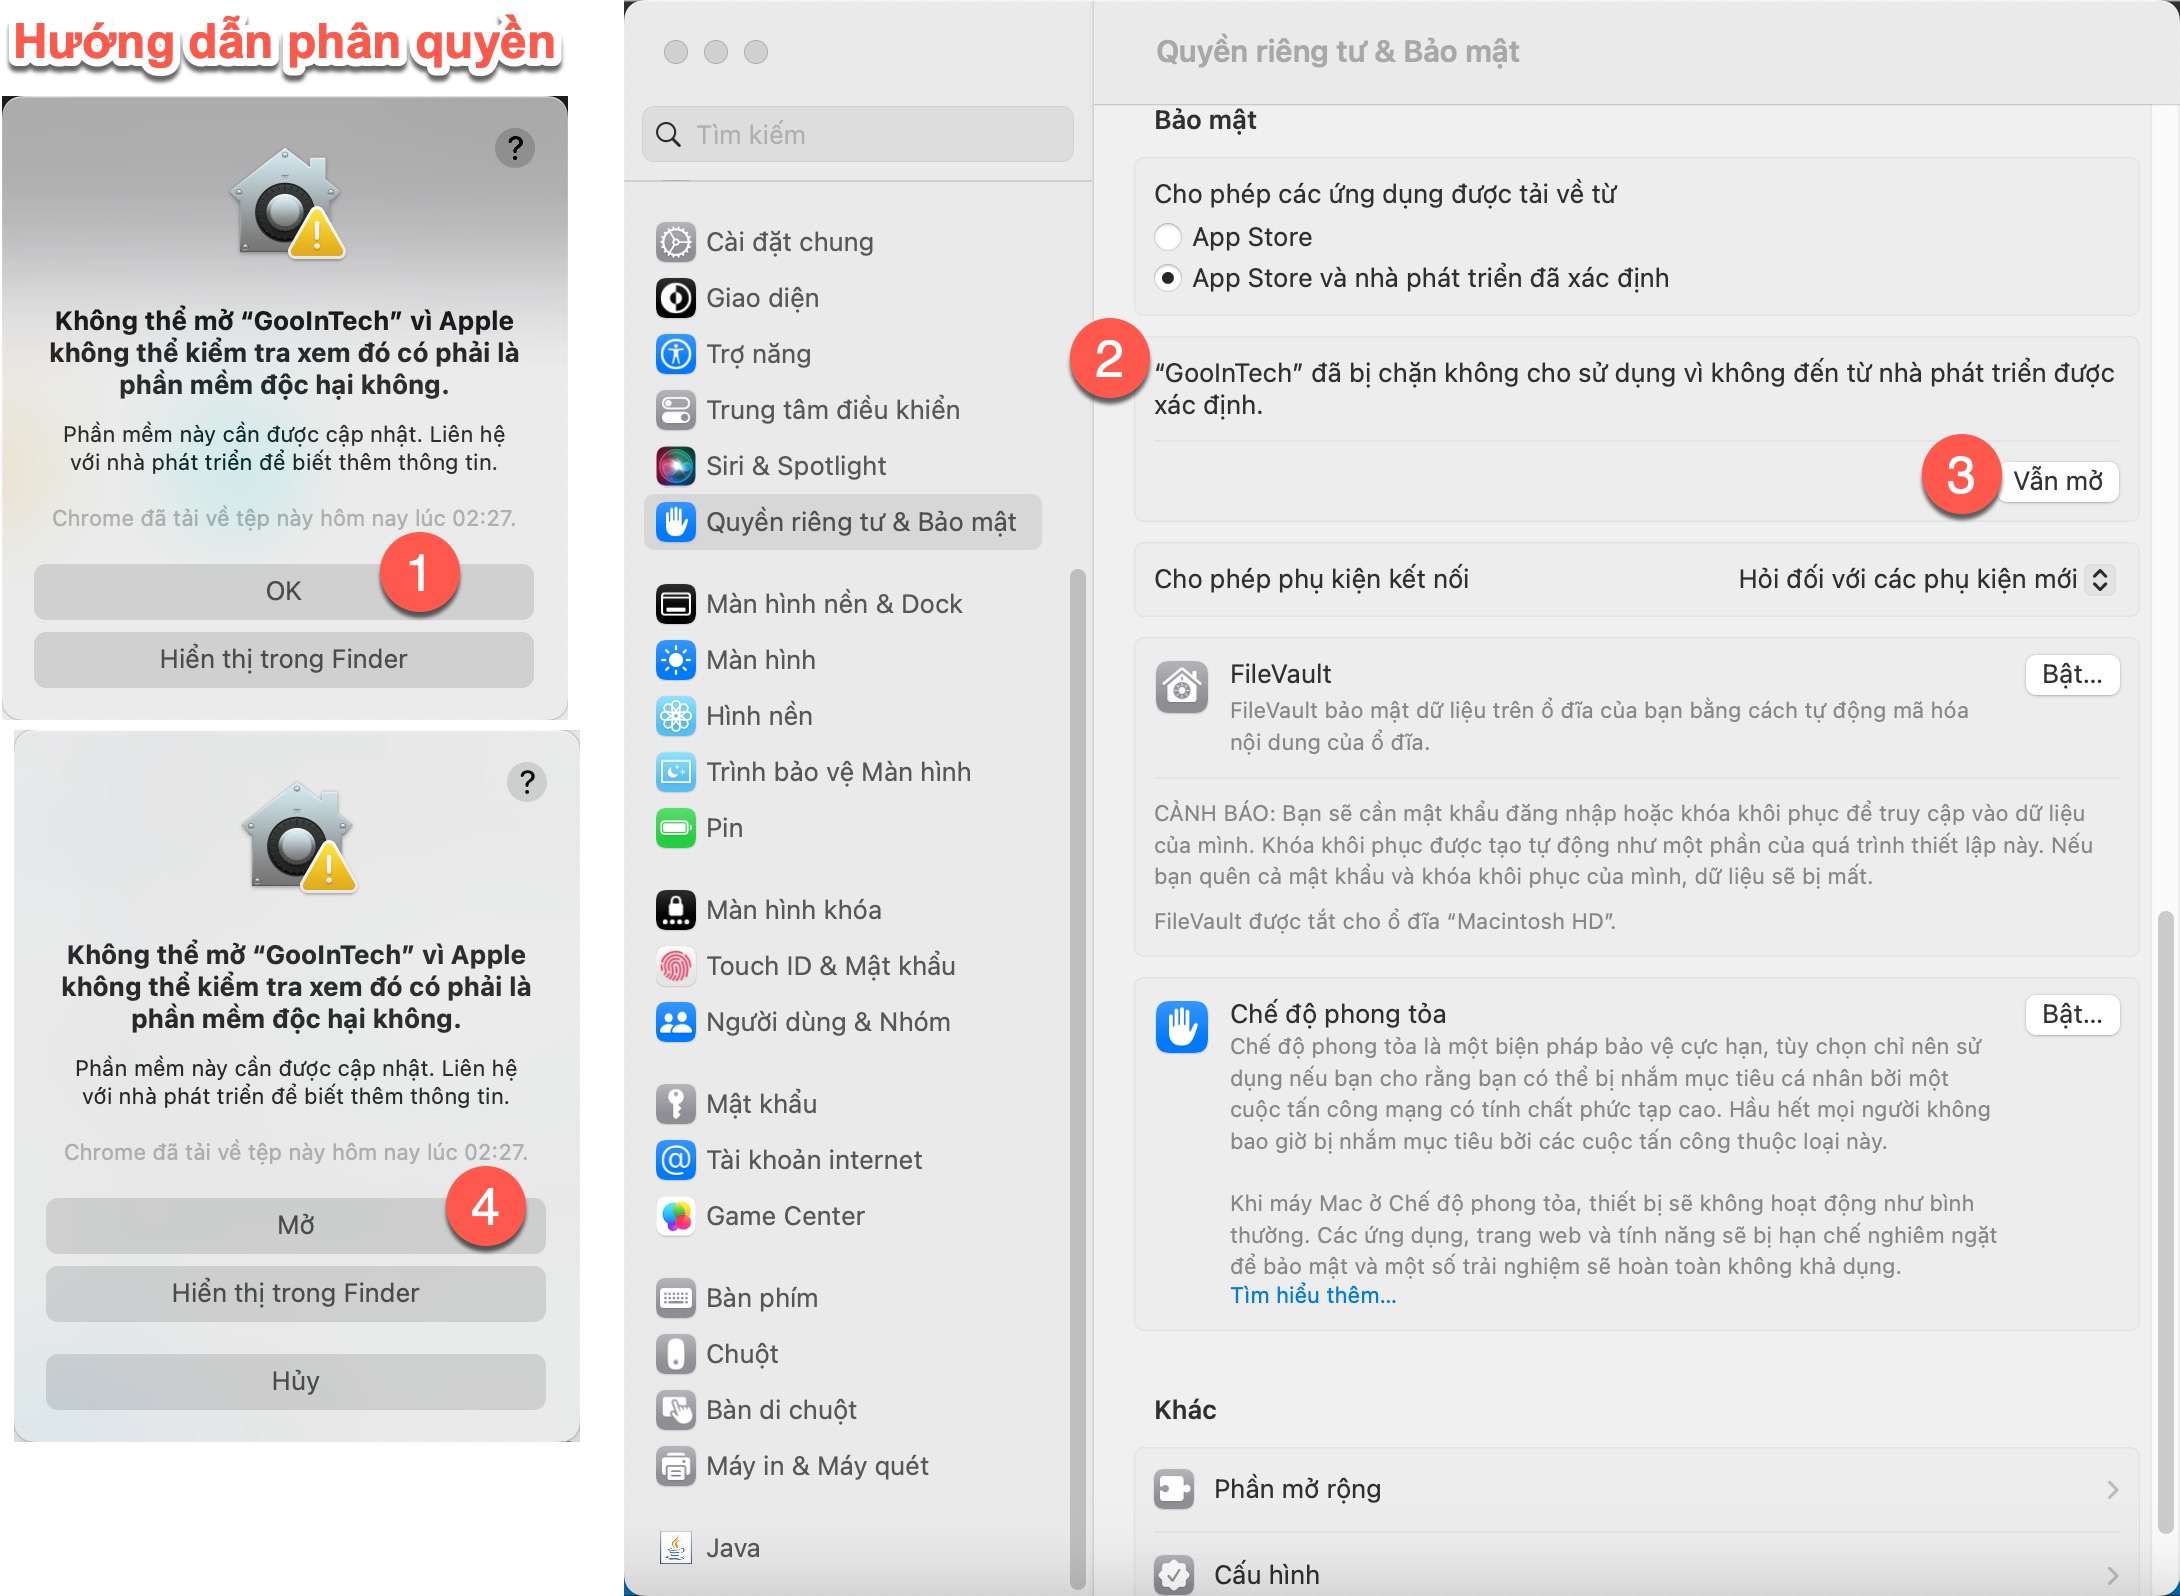 Hướng dẫn phân quyền
?
Không thể mở “GooInTech” vì Apple
không thể kiểm tra xem đó có phải là
phần mềm độc hại không.
Phần mềm này cần được cập nhật. Liên hệ
với nhà phát triển để biết thêm thông tin.
Chrome đã tải về tệp này hôm nay lúc 02:27.
1
OK
Hiển thị trong Finder
?
Không thể mở “GooInTech” vì Apple
không thể kiểm tra xem đó có phải là
phần mềm độc hại không.
Phần mềm này cần được cập nhật. Liên hệ
với nhà phát triển để biết thêm thông tin.
Chrome đã tải về tệp này hôm nay lúc 02:27.
4
Mở
Hiển thị trong Finder
Hủy
Tìm kiếm
Cài đặt chung
Giao diện
Trợ năng
Trung tâm điều khiển
Siri & Spotlight
Quyền riêng tư & Bảo mật
Màn hình nền & Dock
Màn hình
Hình nền
Trình bảo vệ Màn hình
Pin
Màn hình khóa
Touch ID & Mật khẩu
Người dùng & Nhóm
Mật khẩu
Tài khoản internet
Game Center
Bàn phím
Chuột
Bàn di chuột
Máy in & Máy quét
Java
Quyền riêng tư & Bảo mật
Bảo mật
Cho phép các ứng dụng được tải về từ
App Store
App Store và nhà phát triển đã xác định
2
“GooInTech” đã bị chặn không cho sử dụng vì không đến từ nhà phát triển được
xác định.
3
Vẫn mở
Cho phép phụ kiện kết nối
Hỏi đối với các phụ kiện mới
FileVault
Bật...
FileVault bảo mật dữ liệu trên ổ đĩa của bạn bằng cách tự động mã hóa
nội dung của ổ đĩa.
CẢNH BÁO: Bạn sẽ cần mật khẩu đăng nhập hoặc khóa khôi phục để truy cập vào dữ liệu
của mình. Khóa khôi phục được tạo tự động như một phần của quá trình thiết lập này. Nếu
bạn quên cả mật khẩu và khóa khôi phục của mình, dữ liệu sẽ bị mất.
FileVault được tắt cho ổ đĩa “Macintosh HD”.
Chế độ phong tỏa
Bật...
Chế độ phong tỏa là một biện pháp bảo vệ cực hạn, tùy chọn chỉ nên sử
dụng nếu bạn cho rằng bạn có thể bị nhắm mục tiêu cá nhân bởi một
cuộc tấn công mạng có tính chất phức tạp cao. Hầu hết mọi người không
bao giờ bị nhắm mục tiêu bởi các cuộc tấn công thuộc loại này.
Khi máy Mac ở Chế độ phong tỏa, thiết bị sẽ không hoạt động như bình
thường. Các ứng dụng, trang web và tính năng sẽ bị hạn chế nghiêm ngặt
để bảo mật và một số trải nghiệm sẽ hoàn toàn không khả dụng.
Tìm hiểu thêm...
Khác
Phần mở rộng
Cấu hình